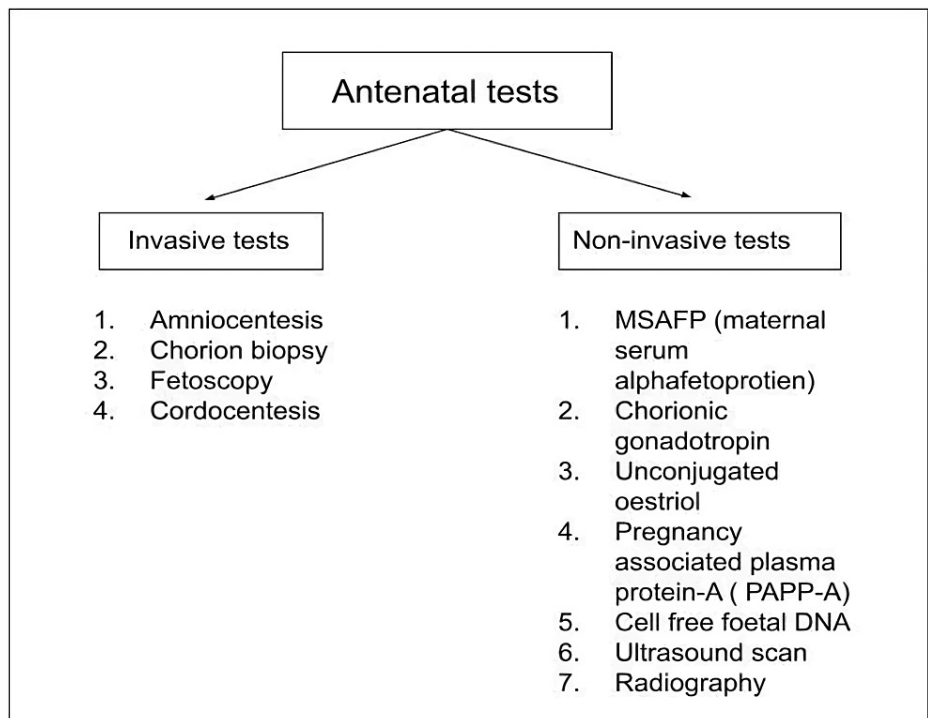 Antenatal tests
Invasive tests
1. Amniocentesis
2. Chorion biopsy
3. Fetoscopy
4. Cordocentesis
Non-invasive tests
1. MSAFP (maternal
serum
alphafetoprotien)
2. Chorionic
gonadotropin
3. Unconjugated
oestriol
4. Pregnancy
associated plasma
protein-A ( PAPP-A)
5. Cell free foetal DNA
6. Ultrasound scan
7. Radiography